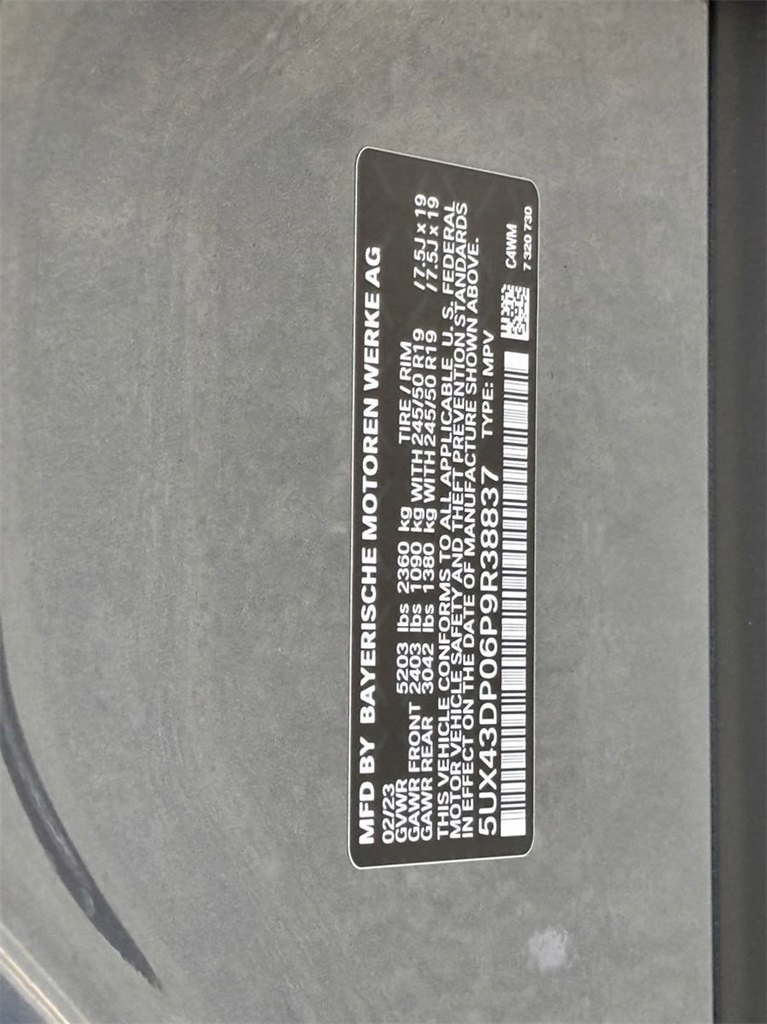 MFD BY BAYERISCHE MOTOREN WERKE AG
02/23
GVWR 5203 lbs 2360 kg TIRE / RIM
GAWR FRONT 2403 lbs 1090 kg WITH 245/50 R19 / 7.5J x 19
GAWR REAR 3042 lbs 1380 kg WITH 245/50 R19 / 7.5J x 19
THIS VEHICLE CONFORMS TO ALL APPLICABLE U. S. FEDERAL
MOTOR VEHICLE SAFETY AND THEFT PREVENTION STANDARDS
IN EFFECT ON THE DATE OF MANUFACTURE SHOWN ABOVE.
5UX43DP06P9R38837 TYPE: MPV
C4WM
7 320 730